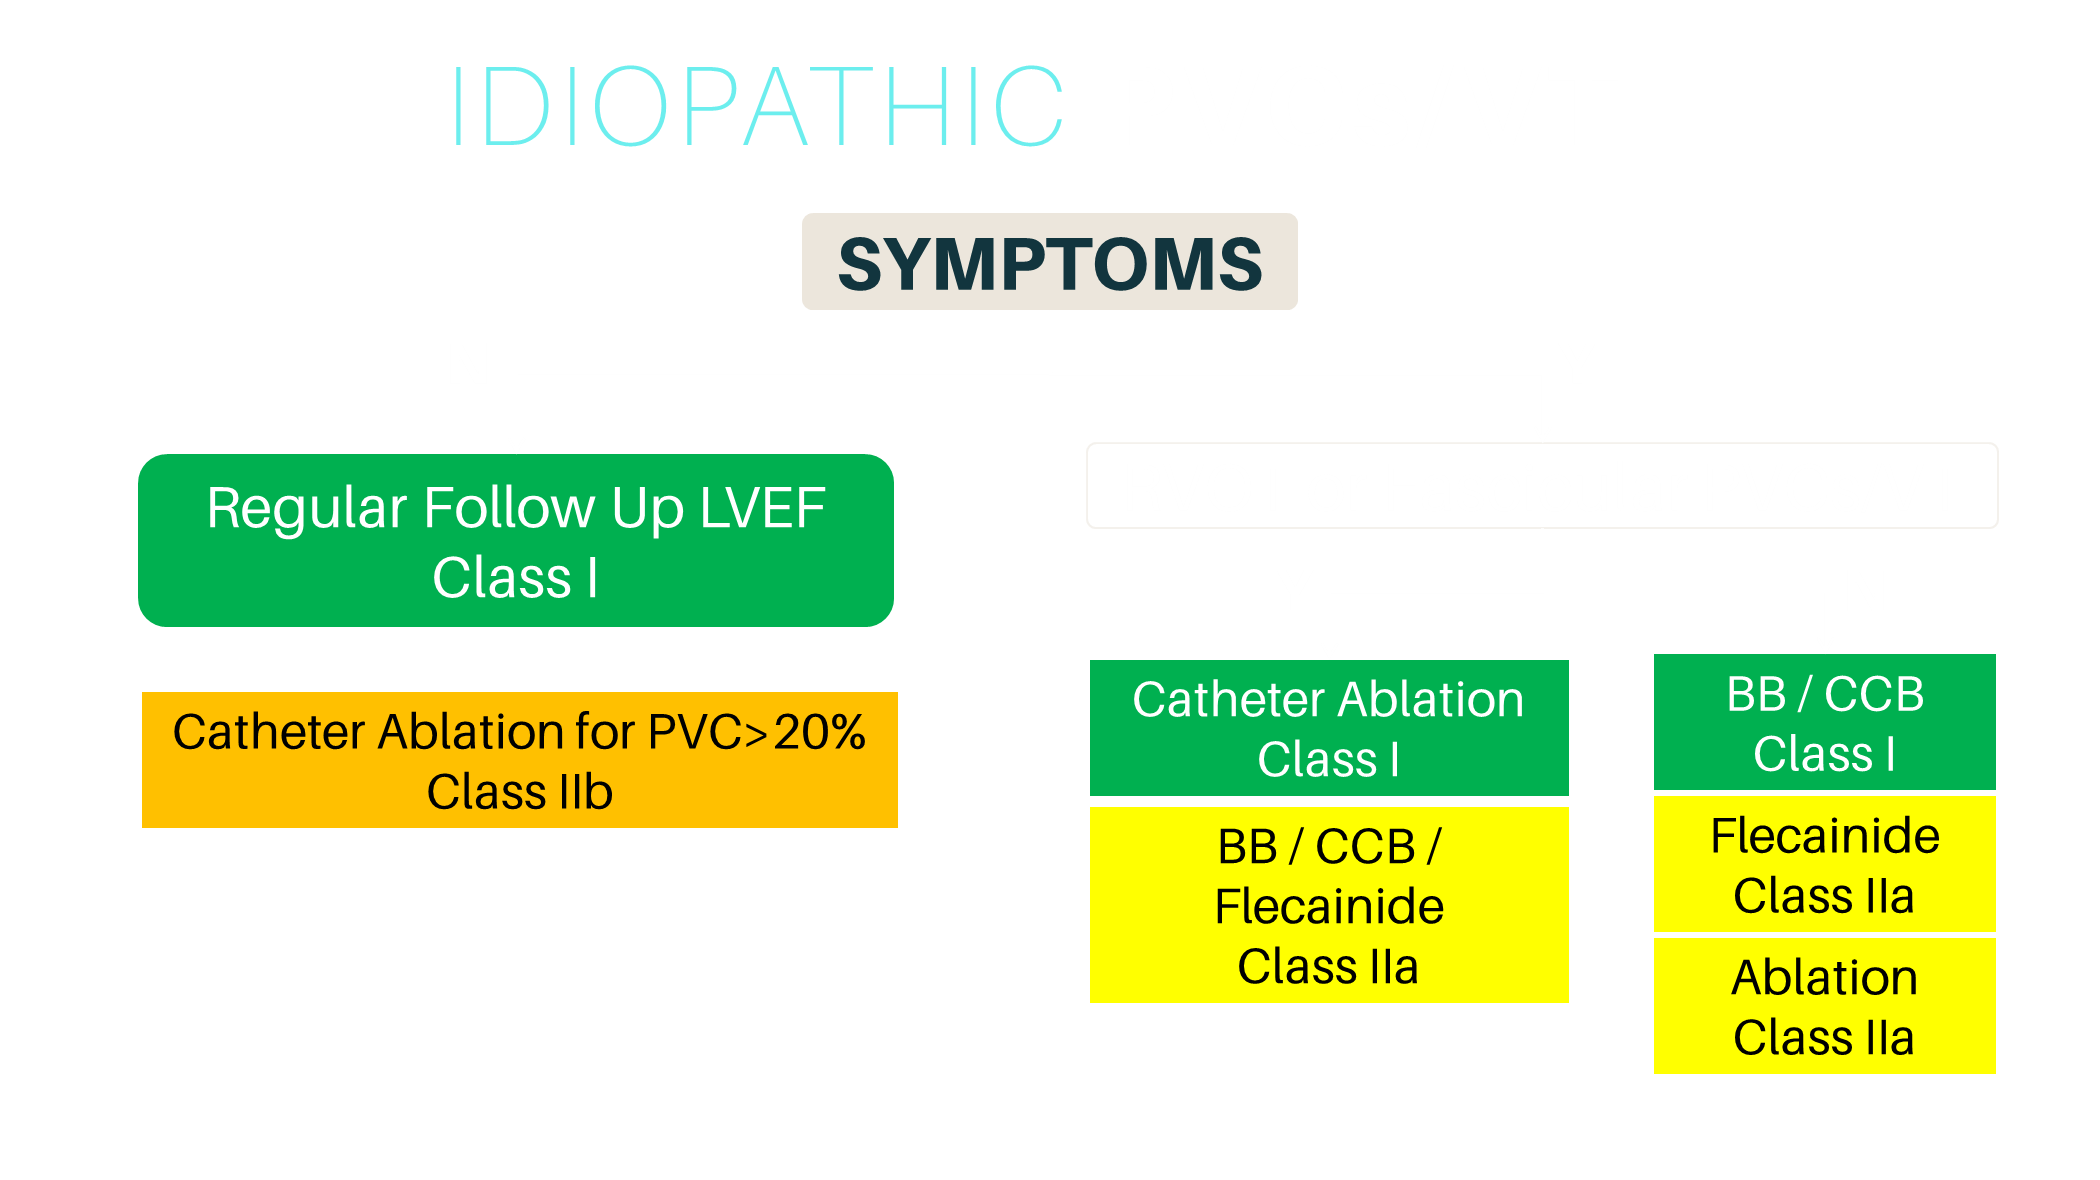 IDIOPATHIC
SYMPTOMS
Regular Follow Up LVEF
Class I
Catheter Ablation for PVC>20%
Class IIb
Catheter Ablation
Class I
BB / CCB /
Flecainide
Class IIa
BB / CCB
Class I
Flecainide
Class IIa
Ablation
Class IIa